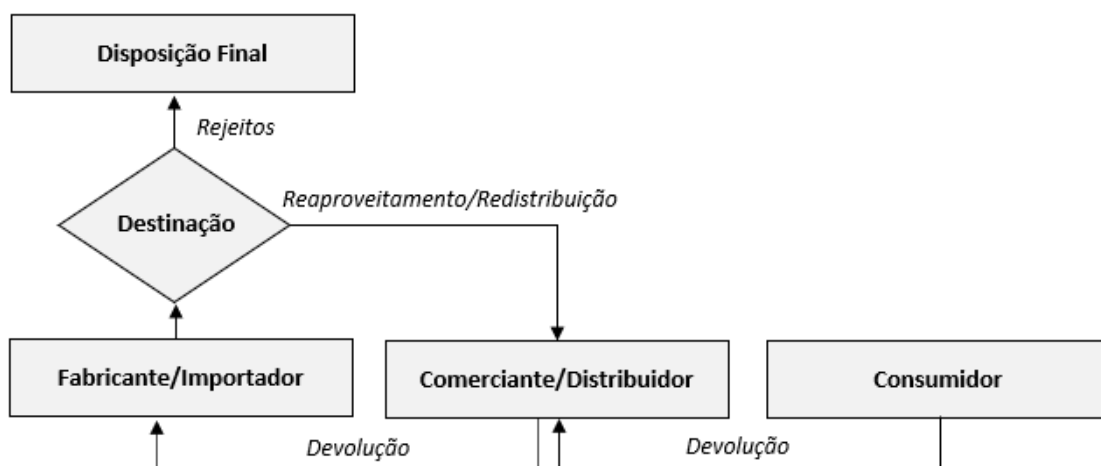 Disposição Final
Rejeitos
Reaproveitamento/Redistribuição
Destinação
Fabricante/Importador
Comerciante/Distribuidor
Consumidor
Devolução
Devolução